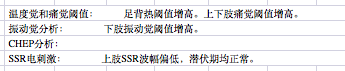 温度觉和痛觉阈值： 足背热阈值增高。上下肢痛觉阈值增高。
振动觉分析： 下肢振动觉阈值增高。
CHEP分析：
SSR电刺激： 上肢SSR波幅偏低，潜伏期均正常。